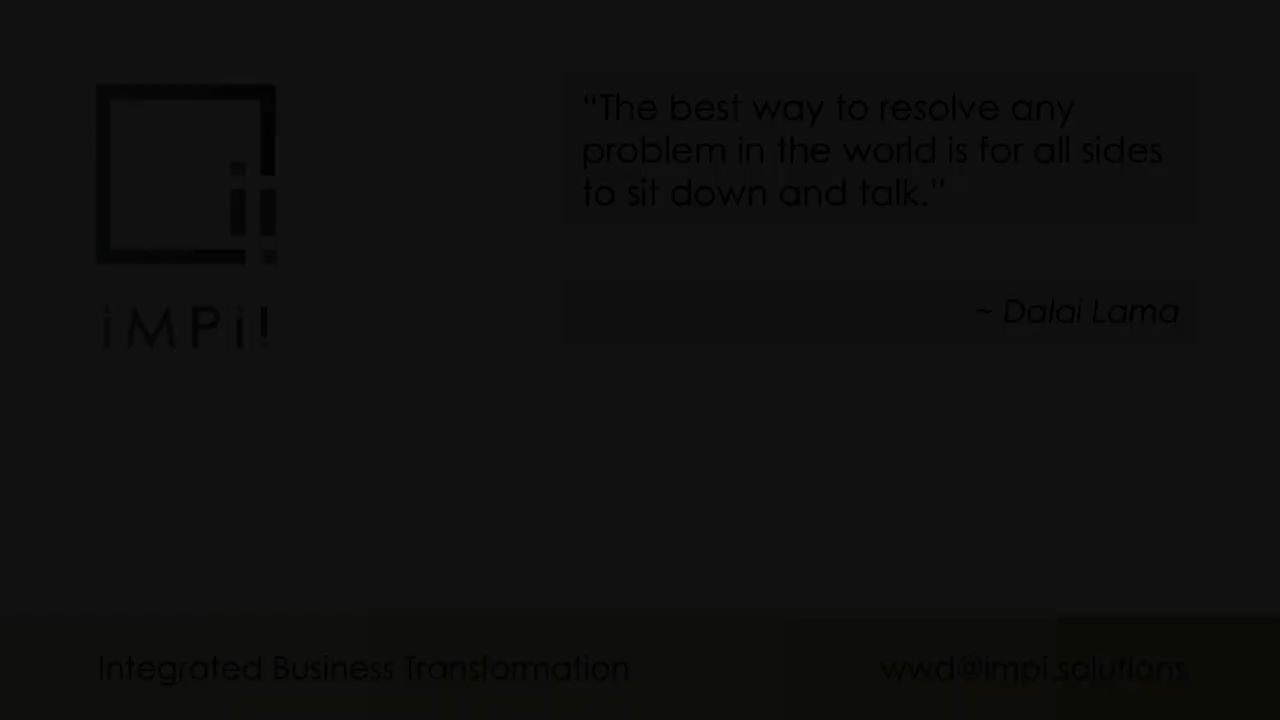 “The best way to resolve any
problem in the world is for all sides
to sit down and talk.”
~ Dalai Lama
iMPi!
Integrated Business Transformation
wwd@impi.solutions